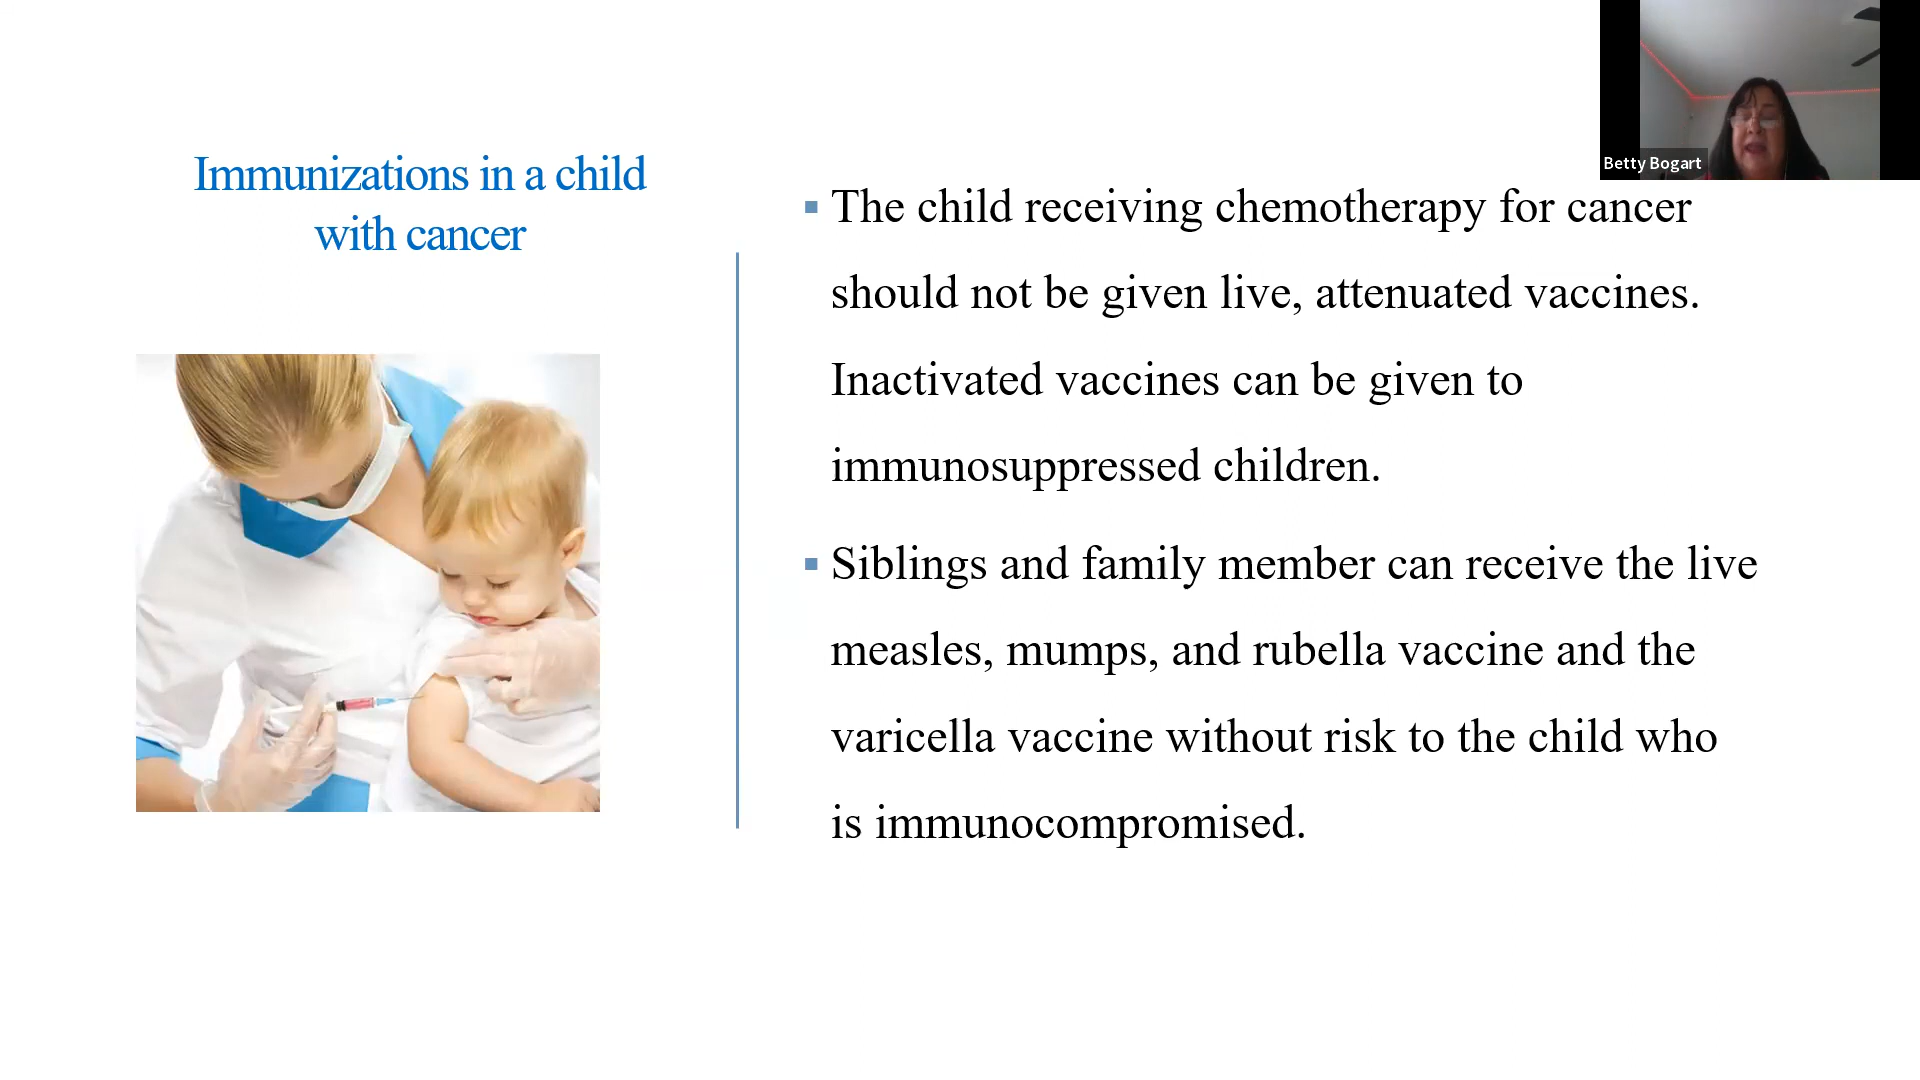 Immunizations in a child
with cancer
Betty Bogart
▪ The child receiving chemotherapy for cancer
should not be given live, attenuated vaccines.
Inactivated vaccines can be given to
immunosuppressed children.
▪ Siblings and family member can receive the live
measles, mumps, and rubella vaccine and the
varicella vaccine without risk to the child who
is immunocompromised.